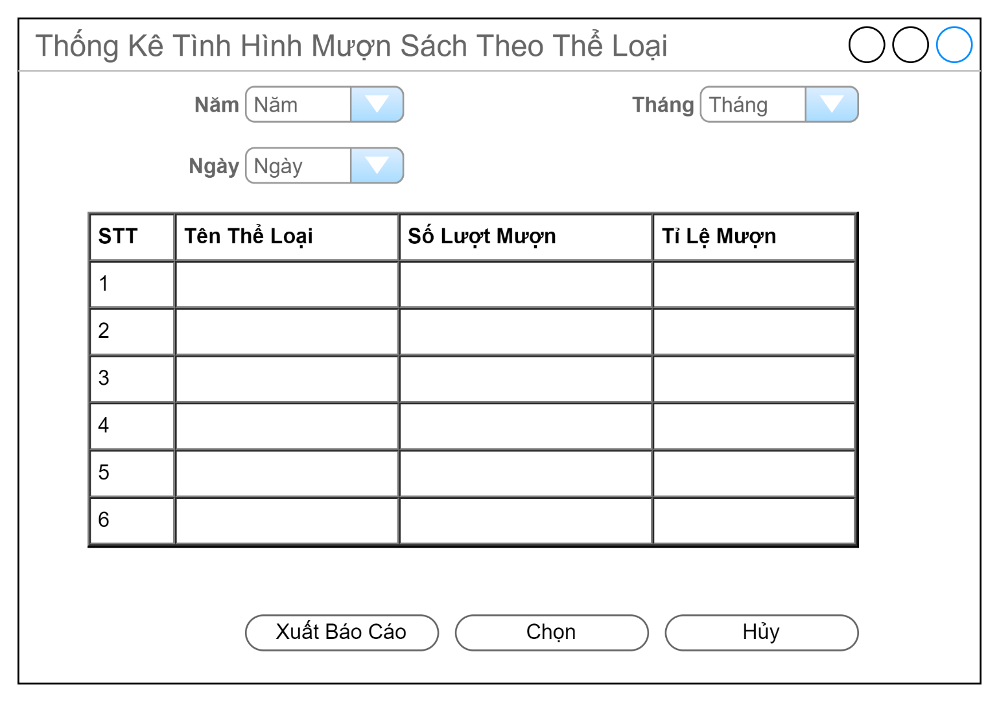 Thống Kê Tình Hình Mượn Sách Theo Thể Loại
Năm Năm Tháng Tháng
Ngày Ngày
STT Tên Thể Loại Số Lượt Mượn Tỉ Lệ Mượn
1
2
3
4
5
6
Xuất Báo Cáo Chọn Hủy